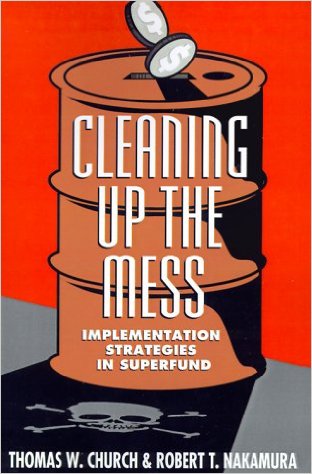 $ $
CLEANING
UP THE
MESS
IMPLEMENTATION
STRATEGIES
IN SUPERFUND
THOMAS W. CHURCH & ROBERT T. NAKAMURA